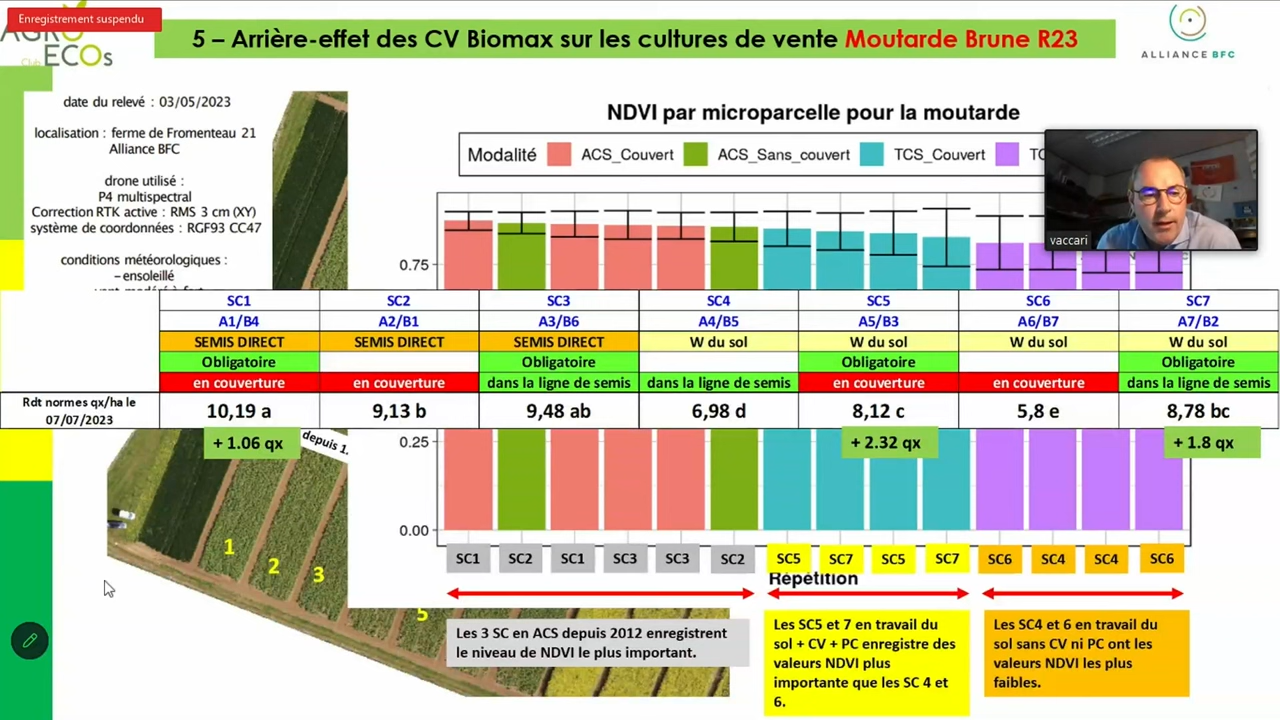 Enregistrement suspendu
AGRO
Club ECOs
5 – Arrière-effet des CV Biomax sur les cultures de vente Moutarde Brune R23
ALLIANCE BFC
date du relevé : 03/05/2023
localisation : ferme de Fromenteau 21
Alliance BFC
drone utilisé :
P4 multispectral
Correction RTK active : RMS 3 cm (XY)
système de coordonnées : RGF93 CC47
conditions météorologiques :
– ensoleillé
NDVI par microparcelle pour la moutarde
Modalité ACS_Couvert ACS_Sans_couvert TCS_Couvert
vaccari
0.75
SC1 SC2 SC3 SC4 SC5 SC6 SC7
A1/B4 A2/B1 A3/B6 A4/B5 A5/B3 A6/B7 A7/B2
SEMIS DIRECT SEMIS DIRECT SEMIS DIRECT W du sol W du sol W du sol W du sol
Obligatoire Obligatoire Obligatoire Obligatoire
en couverture en couverture dans la ligne de semis dans la ligne de semis en couverture en couverture dans la ligne de semis
Rdt normes qx/ha le
07/07/2023
10,19 a 9,13 b 9,48 ab 6,98 d 8,12 c 5,8 e 8,78 bc
+ 1.06 qx + 2.32 qx + 1.8 qx
depuis 1.
0.25
0.00
1
2
3
5
SC1 SC2 SC1 SC3 SC3 SC2 SC5 SC7 SC5 SC7 SC6 SC4 SC4 SC6
Répétition
Les 3 SC en ACS depuis 2012 enregistrent
le niveau de NDVI le plus important.
Les SC5 et 7 en travail du
sol + CV + PC enregistre des
valeurs NDVI plus
importante que les SC 4 et
6.
Les SC4 et 6 en travail du
sol sans CV ni PC ont les
valeurs NDVI les plus
faibles.